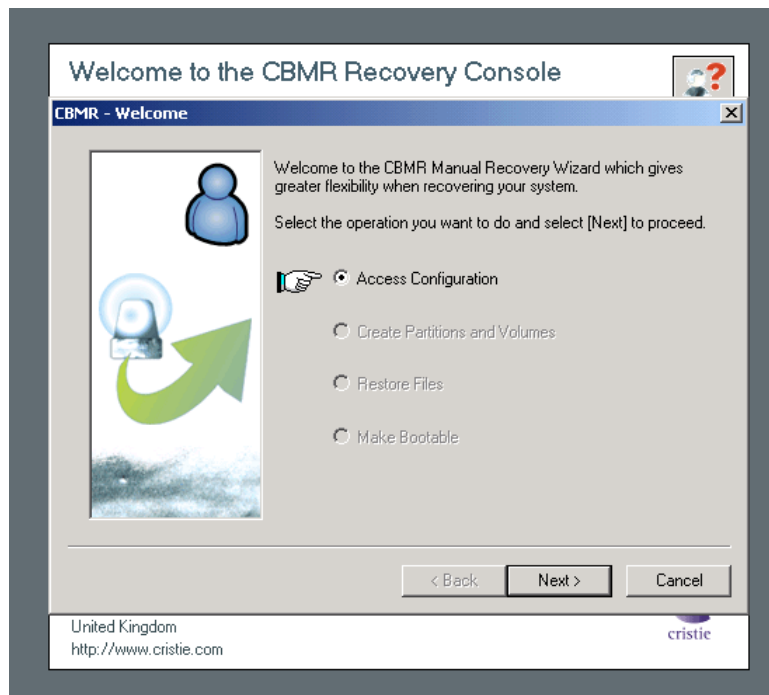 Welcome to the CBMR Recovery Console
?
CBMR - Welcome
Welcome to the CBMR Manual Recovery Wizard which gives
greater flexibility when recovering your system.
Select the operation you want to do and select [Next] to proceed.
Access Configuration
Create Partitions and Volumes
Restore Files
Make Bootable
< Back
Next >
Cancel
United Kingdom
http://www.cristie.com
cristie